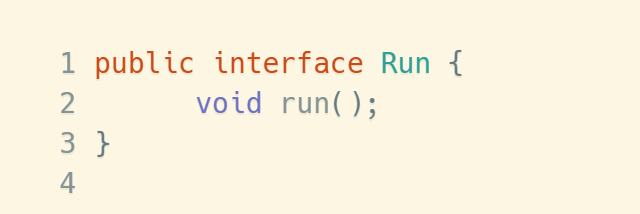 1 public interface Run {
2       void run();
3 }
4